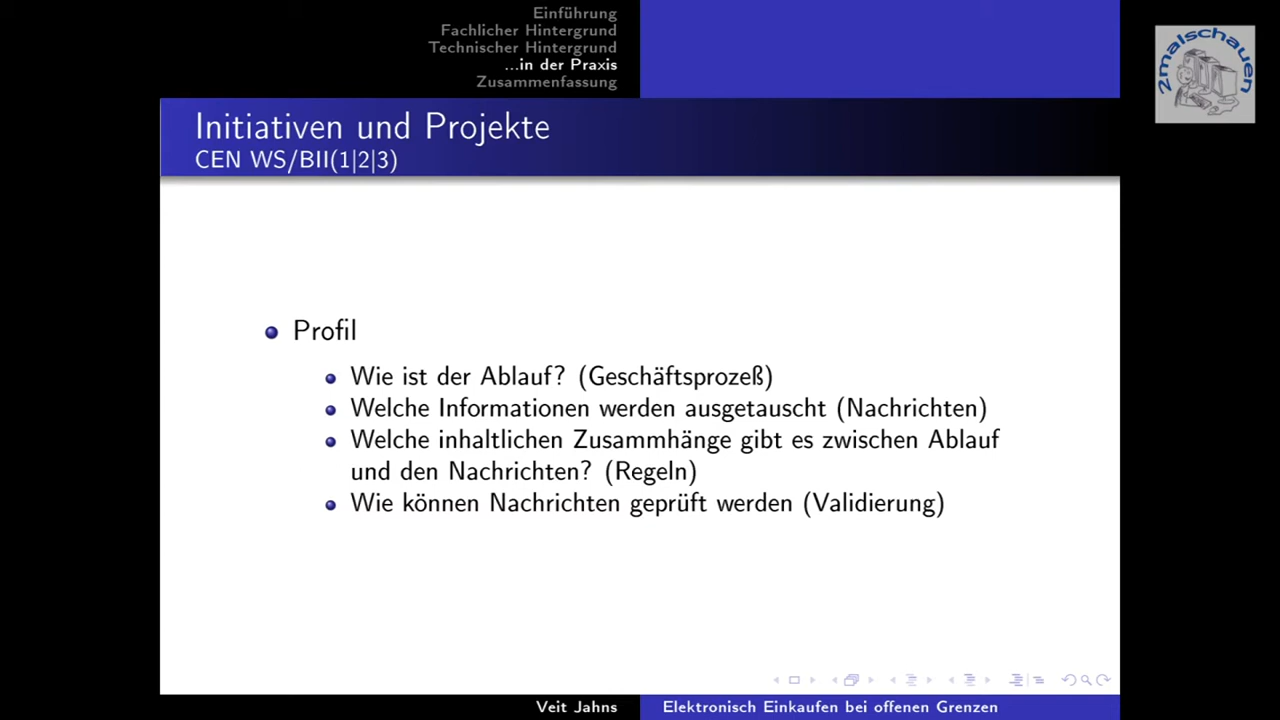 Einführung
Fachlicher Hintergrund
Technischer Hintergrund
...in der Praxis
Zusammenfassung
2malschauen
Initiativen und Projekte
CEN WS/BII(1|2|3)
Profil
Wie ist der Ablauf? (Geschäftsprozeß)
Welche Informationen werden ausgetauscht (Nachrichten)
Welche inhaltlichen Zusammhänge gibt es zwischen Ablauf
und den Nachrichten? (Regeln)
Wie können Nachrichten geprüft werden (Validierung)
Veit Jahns
Elektronisch Einkaufen bei offenen Grenzen